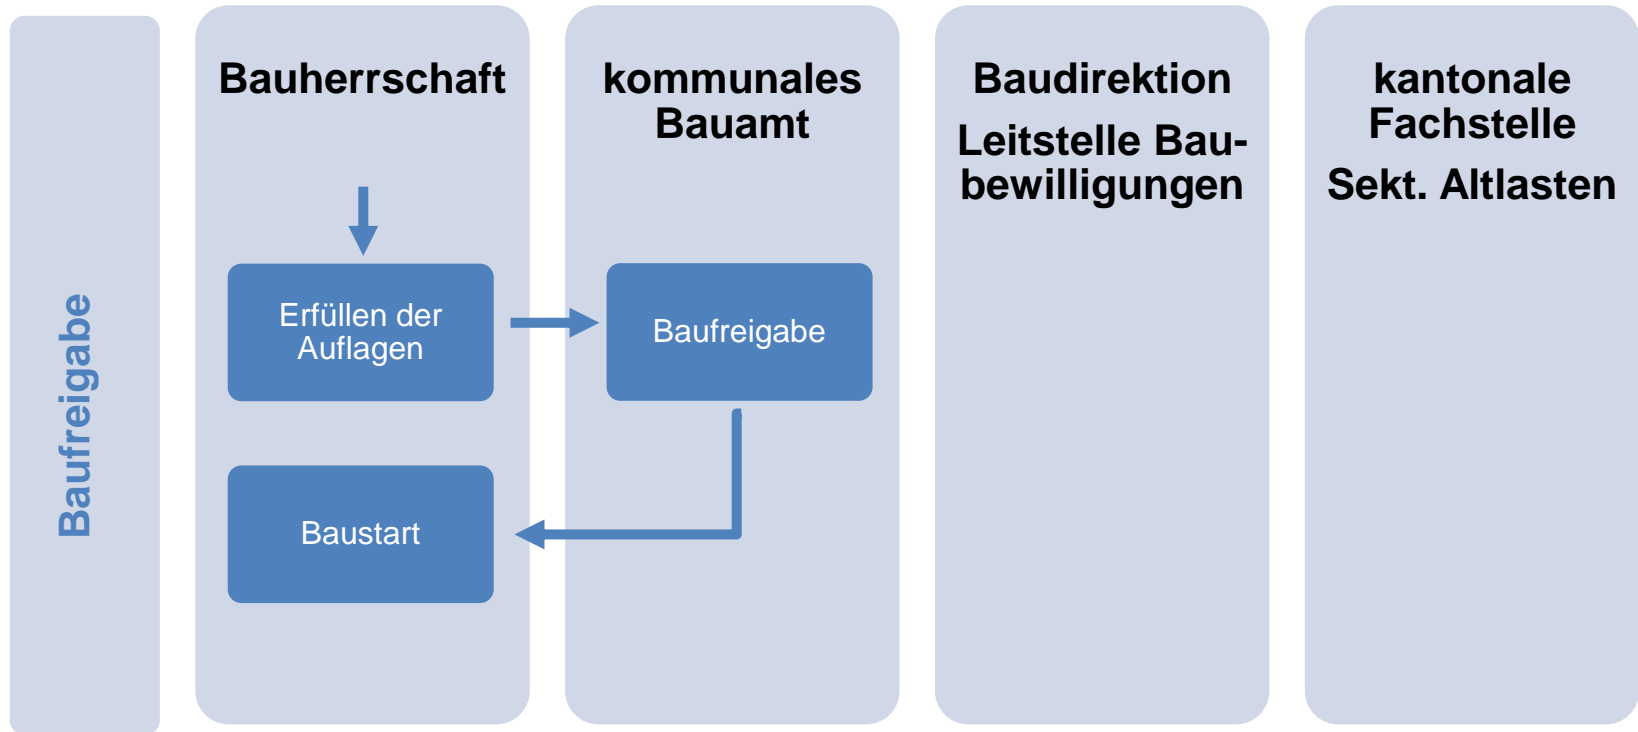 Baufreigabe
Bauherrschaft
kommunales
Bauamt
Baudirektion
Leitstelle Bau-
bewilligungen
kantonale
Fachstelle
Sekt. Altlasten
Erfüllen der
Auflagen
Baufreigabe
Baustart